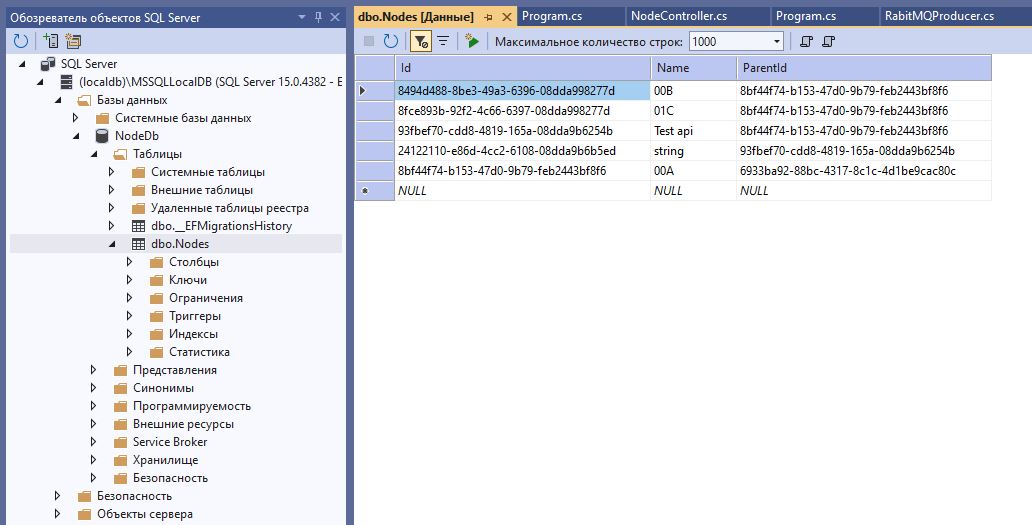 Обозреватель объектов SQL Server
SQL Server
(localdb)\MSSQLLocalDB (SQL Server 15.0.4382 - E
Базы данных
Системные базы данных
NodeDb
Таблицы
Системные таблицы
Внешние таблицы
Удаленные таблицы реестра
dbo.__EFMigrationsHistory
dbo.Nodes
Столбцы
Ключи
Ограничения
Триггеры
Индексы
Статистика
Представления
Синонимы
Программируемость
Внешние ресурсы
Service Broker
Хранилище
Безопасность
Безопасность
Объекты сервера
dbo.Nodes [Данные] Program.cs NodeController.cs Program.cs RabitMQProducer.cs
Максимальное количество строк: 1000
Id Name ParentId
8494d488-8be3-49a3-6396-08dda998277d 00B 8bf44f74-b153-47d0-9b79-feb2443bf8f6
8fce893b-92f2-4c66-6397-08dda998277d 01C 8bf44f74-b153-47d0-9b79-feb2443bf8f6
93fbef70-cdd8-4819-165a-08dda9b6254b Test api 8bf44f74-b153-47d0-9b79-feb2443bf8f6
24122110-e86d-4cc2-6108-08dda9b6b5ed string 93fbef70-cdd8-4819-165a-08dda9b6254b
8bf44f74-b153-47d0-9b79-feb2443bf8f6 00A 6933ba92-88bc-4317-8c1c-4d1be9cac80c
NULL NULL NULL